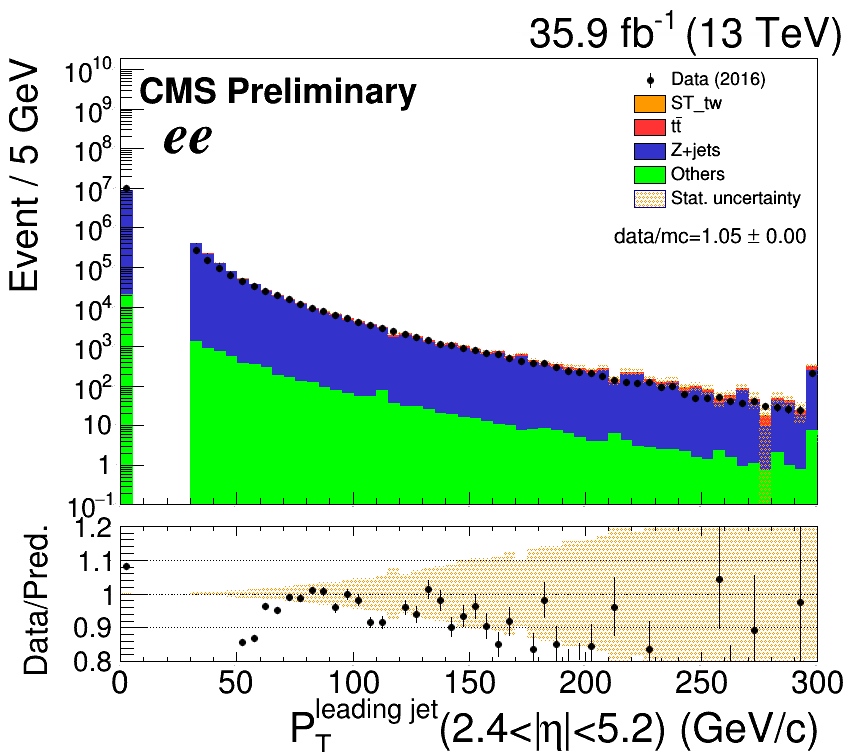 35.9 fb⁻¹ (13 TeV)
CMS Preliminary
ee
Data (2016)
ST_tw
tt̄
Z+jets
Others
Stat. uncertainty
data/mc=1.05 ± 0.00
Event / 5 GeV
10¹⁰
10⁹
10⁸
10⁷
10⁶
10⁵
10⁴
10³
10²
10
1
10⁻¹
Data/Pred.
1.2
1.1
1
0.9
0.8
0 50 100 150 200 250 300
P_T^leading jet (2.4<|η|<5.2) (GeV/c)